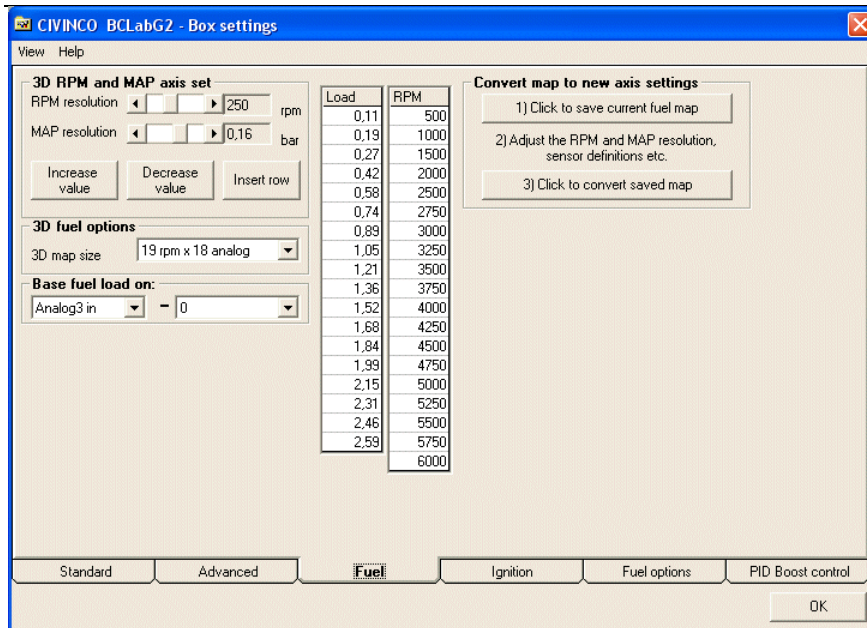 CIVINCO BCLabG2 - Box settings
View Help
3D RPM and MAP axis set
RPM resolution 250 rpm
MAP resolution 0,16 bar
Increase value
Decrease value
Insert row
3D fuel options
3D map size 19 rpm x 18 analog
Base fuel load on:
Analog3 in - 0
Load RPM
0,11 500
0,19 1000
0,27 1500
0,42 2000
0,58 2500
0,74 2750
0,89 3000
1,05 3250
1,21 3500
1,36 3750
1,52 4000
1,68 4250
1,84 4500
1,99 4750
2,15 5000
2,31 5250
2,46 5500
2,59 5750
6000
Convert map to new axis settings
1) Click to save current fuel map
2) Adjust the RPM and MAP resolution,
sensor definitions etc.
3) Click to convert saved map
Standard Advanced Fuel Ignition Fuel options PID Boost control
OK